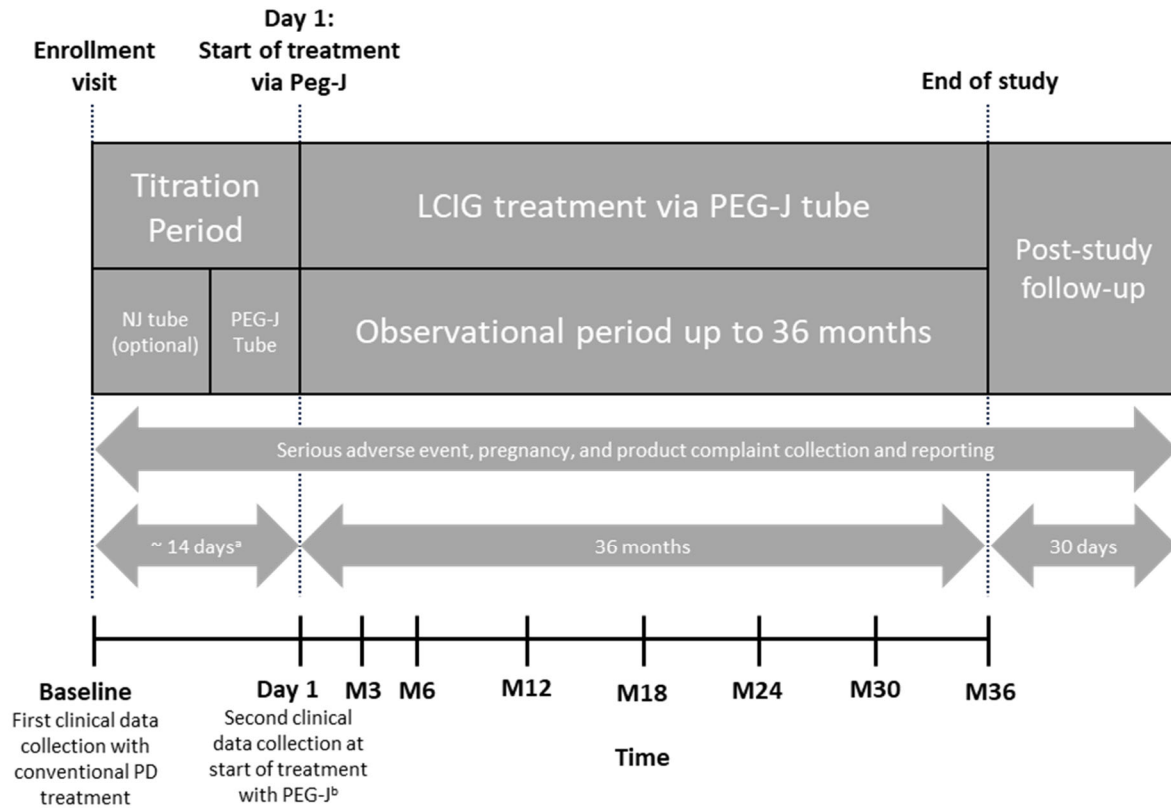 Enrollment
visit
Day 1:
Start of treatment
via Peg-J
End of study
Titration
Period
LCIG treatment via PEG-J tube
Post-study
follow-up
NJ tube
(optional)
PEG-J
Tube
Observational period up to 36 months
Serious adverse event, pregnancy, and product complaint collection and reporting
~ 14 daysᵃ
36 months
30 days
Baseline
First clinical data
collection with
conventional PD
treatment
Day 1
Second clinical
data collection at
start of treatment
with PEG-Jᵇ
M3
M6
M12
M18
M24
M30
M36
Time